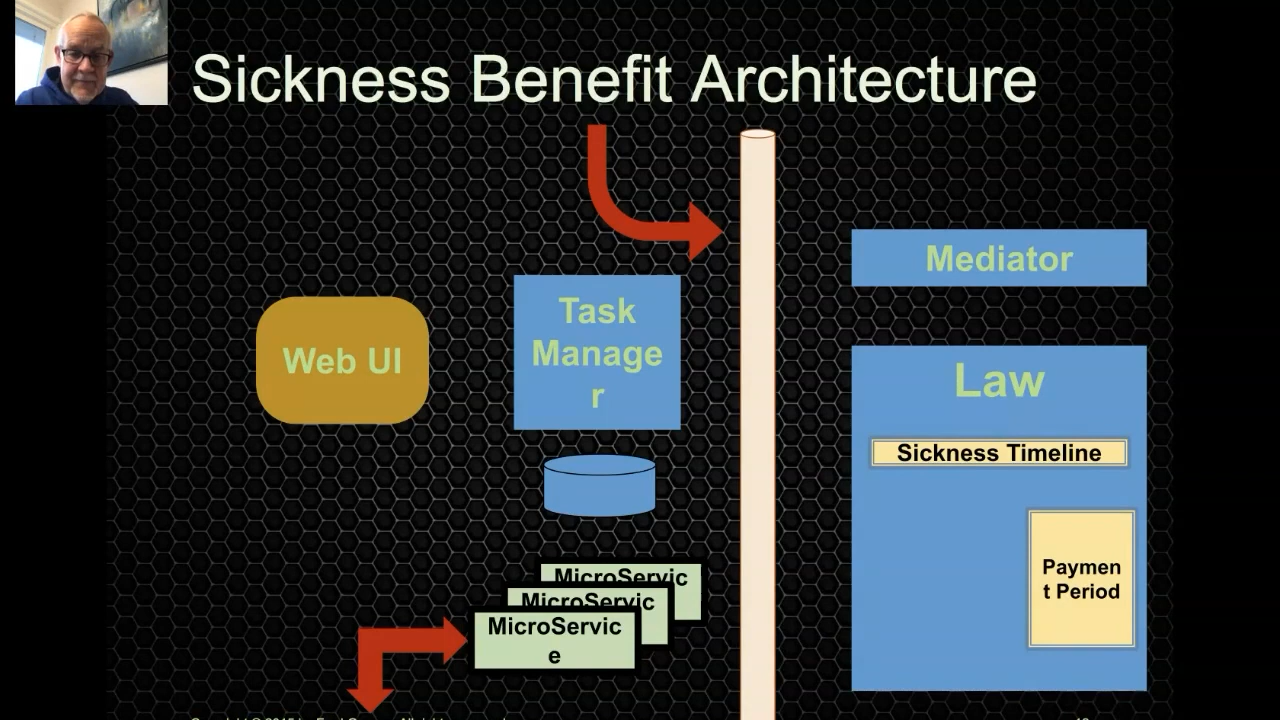 Sickness Benefit Architecture
Mediator
Task
Manage
r
Web UI
Law
Sickness Timeline
Paymen
t Period
MicroServic
MicroServic
MicroServic
e